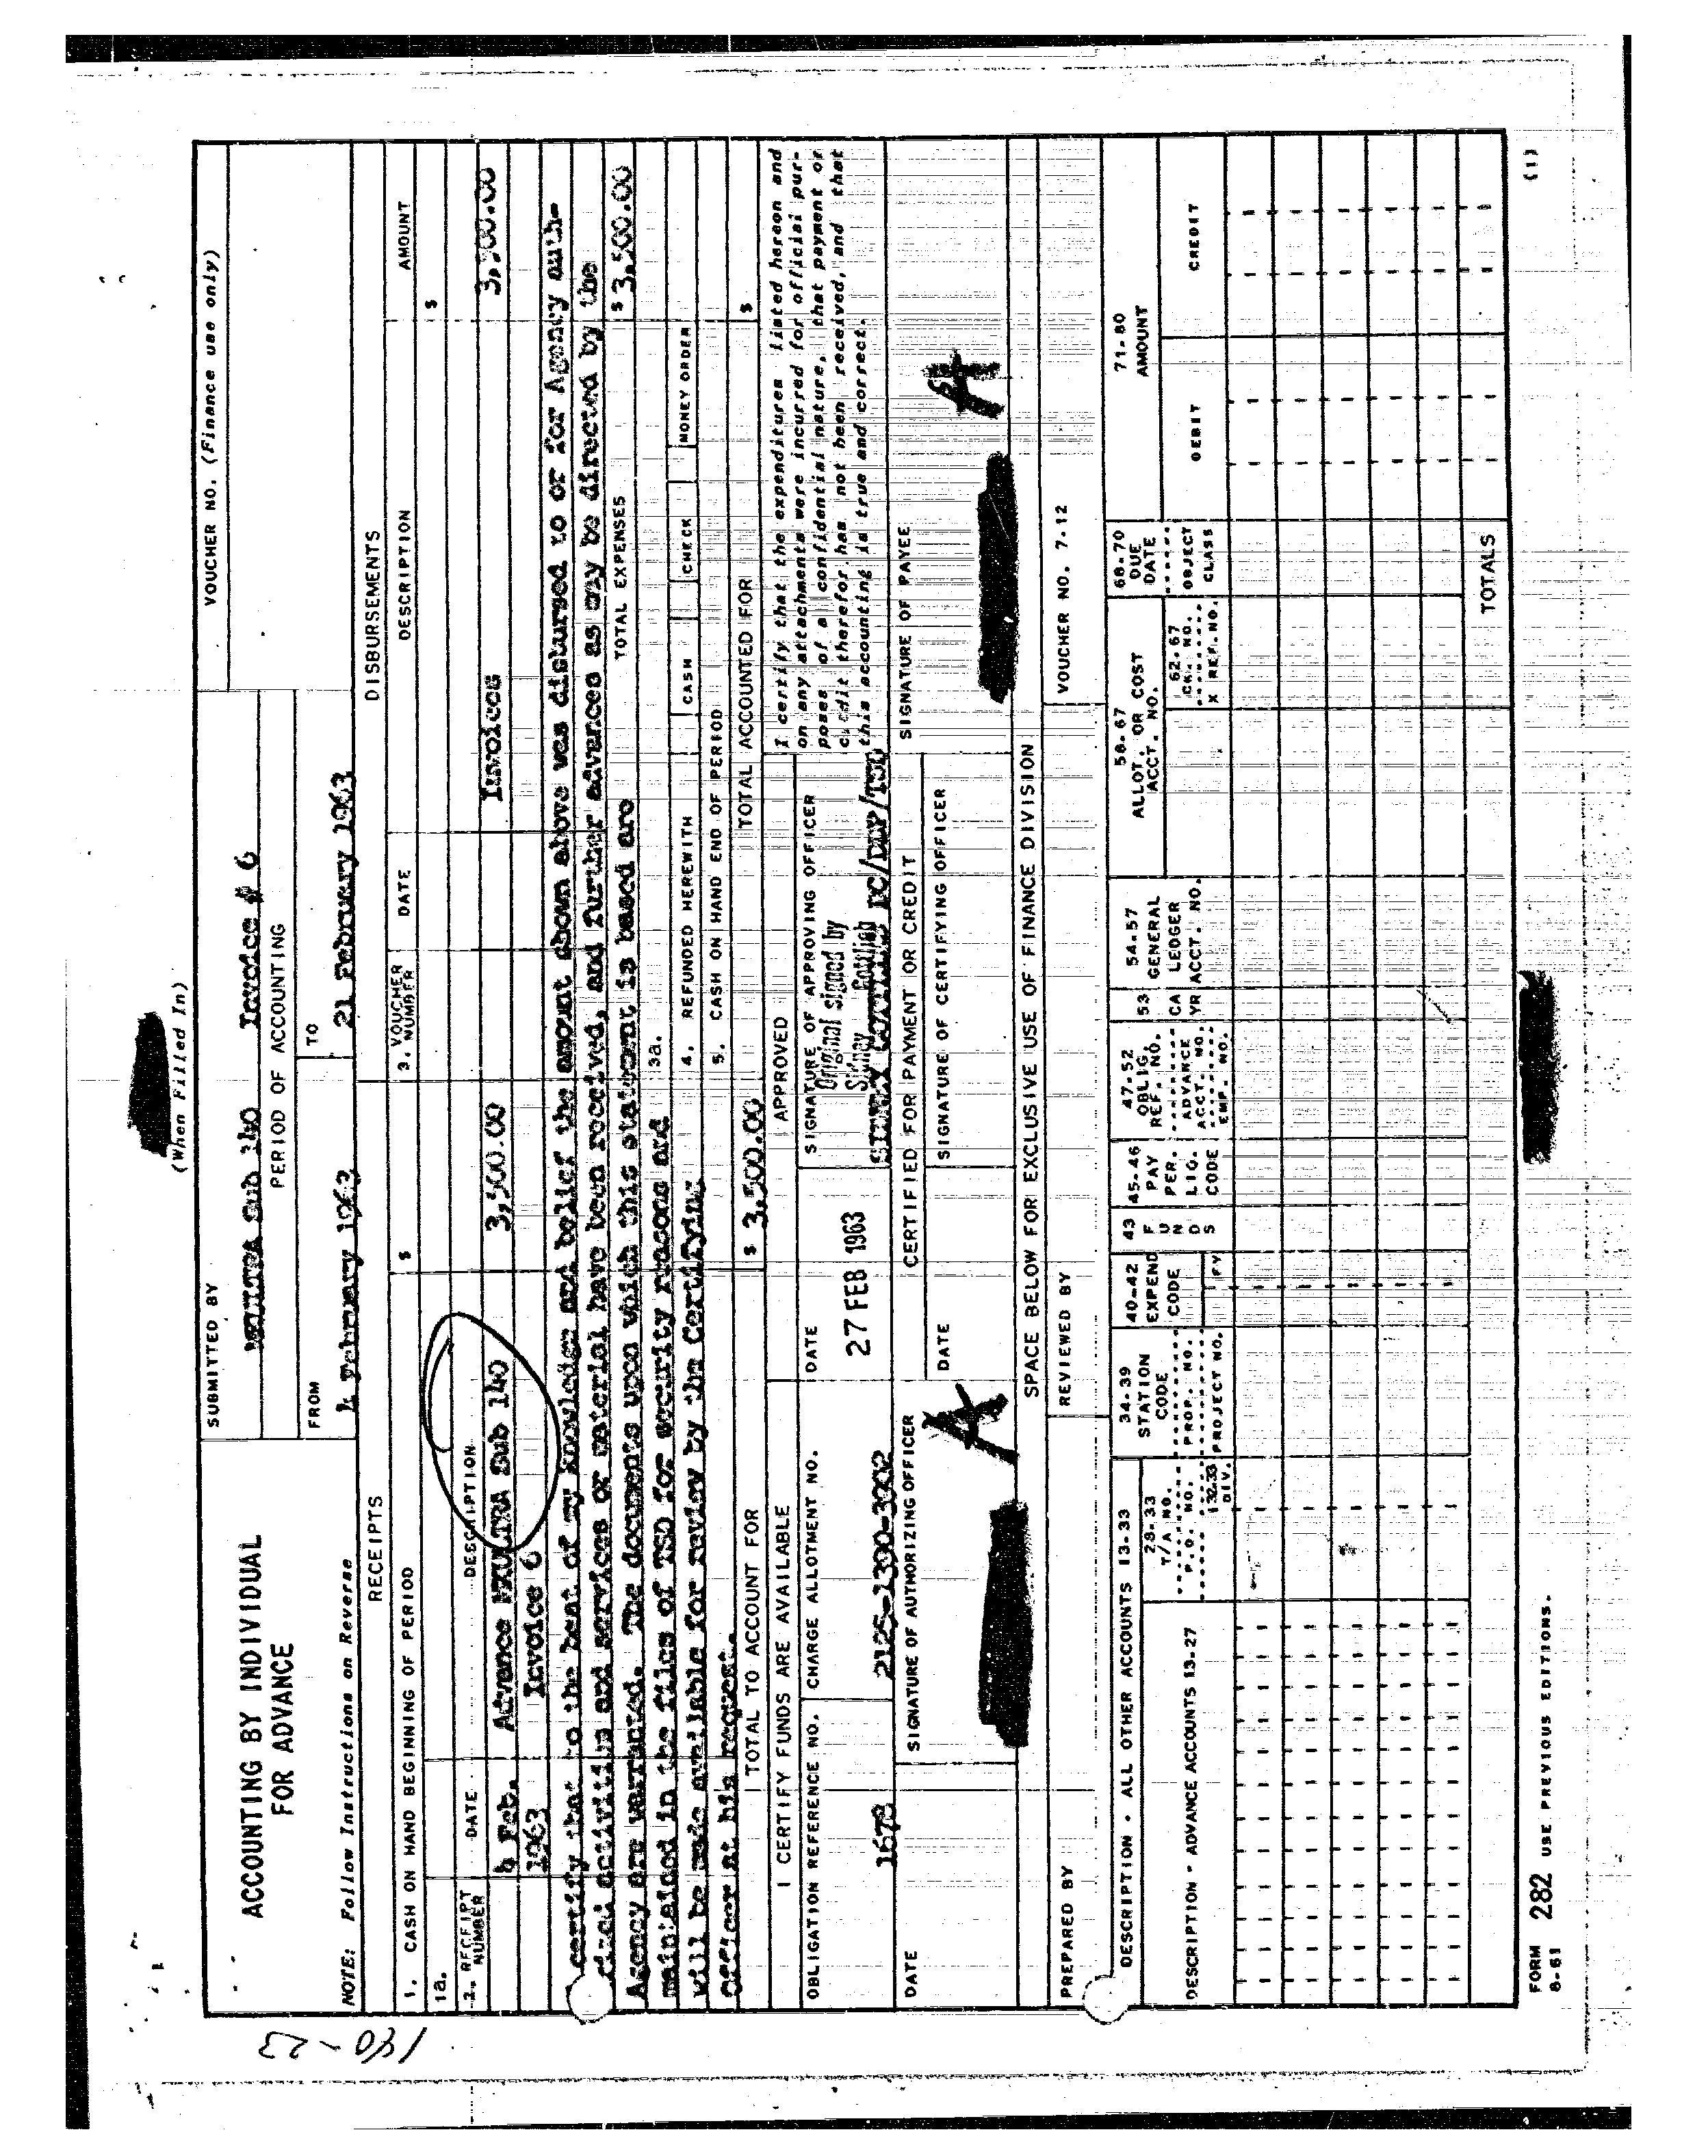 (When Filled In)
ACCOUNTING BY INDIVIDUAL
FOR ADVANCE
NOTE: Follow Instructions on Reverse
SUBMITTED BY
MKULTRA Sub 140 Invoice # 6
VOUCHER NO. (Finance use only)
PERIOD OF ACCOUNTING
FROM
4 February 1963
TO
21 February 1963
RECEIPTS
DISBURSEMENTS
1. CASH ON HAND BEGINNING OF PERIOD
$
3. VOUCHER NUMBER
DATE
DESCRIPTION
AMOUNT
1a.
$
2. RECEIPT NUMBER
DATE
DESCRIPTION
4 Feb. 1963
Advance MKULTRA Sub 140
Invoice 6
3,500.00
Invoices
3,500.00
certify that to the best of my knowledge and belief the amount shown above was disbursed to or for Agency auth-
rized activities and services or material have been received, and further advances as may be directed by the
Agency are warranted. The documents upon which this statement is based are
maintained in the files of TSD for security reasons and
will be made available for review by the Certifying
Officer at his request.
TOTAL EXPENSES
$ 3,500.00
3a.
4. REFUNDED HEREWITH
CASH
CHECK
MONEY ORDER
5. CASH ON HAND END OF PERIOD
TOTAL TO ACCOUNT FOR
$ 3,500.00
TOTAL ACCOUNTED FOR
$
I CERTIFY FUNDS ARE AVAILABLE
APPROVED
I certify that the expenditures listed hereon and
on any attachments were incurred for official pur-
poses of a confidential nature, that payment or
credit therefor has not been received, and that
this accounting is true and correct.
OBLIGATION REFERENCE NO.
1678
CHARGE ALLOTMENT NO.
2125-1390-3902
DATE
27 FEB 1963
SIGNATURE OF APPROVING OFFICER
Original signed by
Sidney Gottlieb
SIDNEY GOTTLIEB DC/DDP/TSD
DATE
SIGNATURE OF AUTHORIZING OFFICER
A
CERTIFIED FOR PAYMENT OR CREDIT
DATE
SIGNATURE OF CERTIFYING OFFICER
SIGNATURE OF PAYEE
A
SPACE BELOW FOR EXCLUSIVE USE OF FINANCE DIVISION
PREPARED BY
REVIEWED BY
VOUCHER NO. 7-12
DESCRIPTION - ALL OTHER ACCOUNTS 13-33
DESCRIPTION - ADVANCE ACCOUNTS 13-27
28-33
T/A NO.
P.O. NO.
32-33
DIV.
34-39
STATION
CODE
PROP. NO.
PROJECT NO.
40-42
EXPEND
CODE
FY
43
FUNDS
45-46
PAY
PER.
LIQ.
CODE
47-52
OBLIG.
REF. NO.
ADVANCE
ACCT. NO.
EMP. NO.
53
CA
YR
54-57
GENERAL
LEDGER
ACCT. NO.
58-67
ALLOT. OR COST
ACCT. NO.
62-67
CK. NO.
X REF. NO.
68-70
DUE
DATE
OBJECT
CLASS
71-80
AMOUNT
DEBIT
CREDIT
TOTALS
FORM
8-61
282
USE PREVIOUS EDITIONS.
(1)